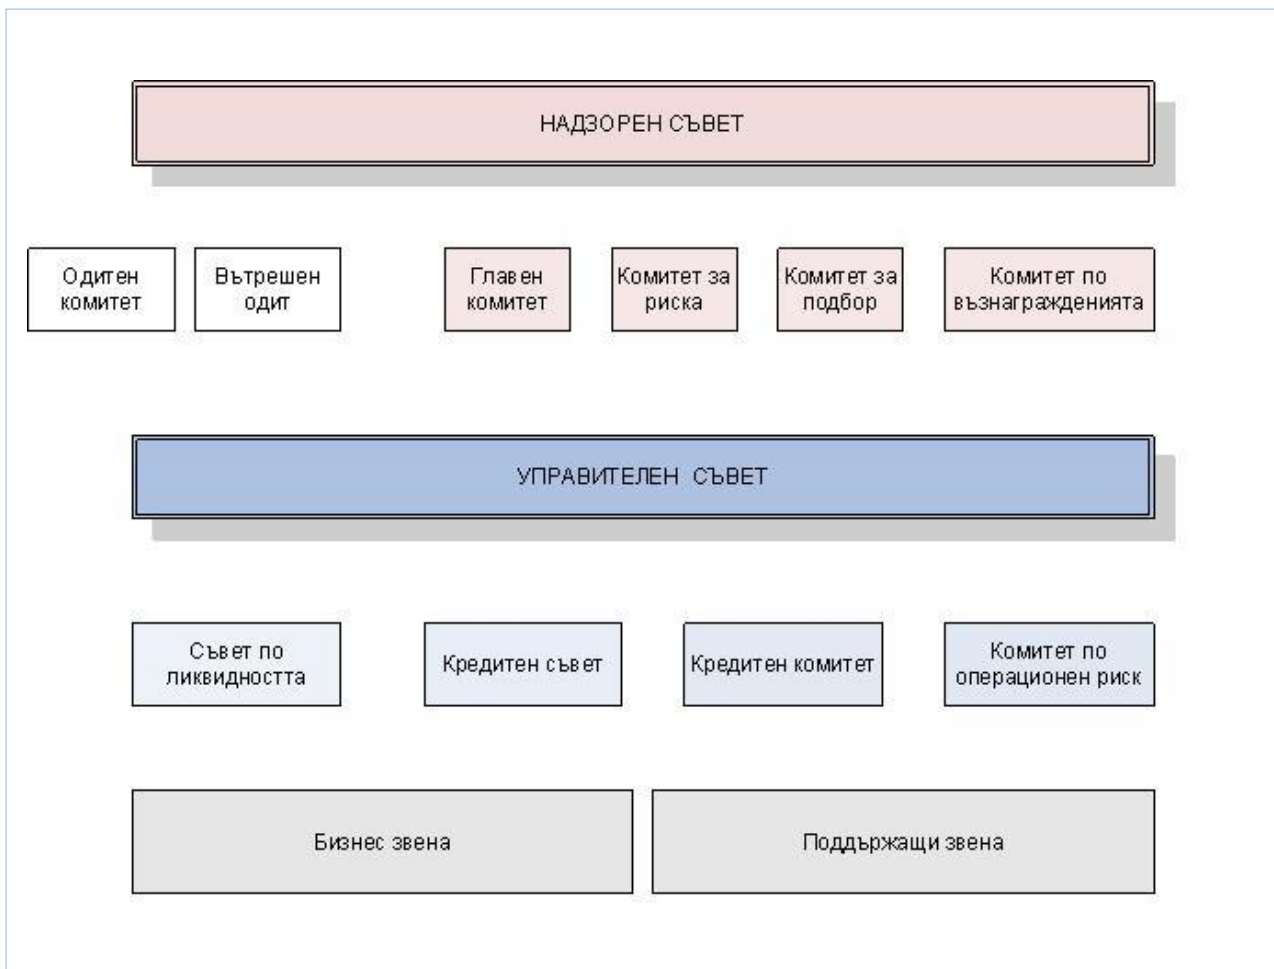 НАДЗОРЕН СЪВЕТ
Одитен
комитет
Вътрешен
одит
Главен
комитет
Комитет за
риска
Комитет за
подбор
Комитет по
възнагражденията
УПРАВИТЕЛЕН СЪВЕТ
Съвет по
ликвидността
Кредитен съвет
Кредитен комитет
Комитет по
операционен риск
Бизнес звена
Поддържащи звена